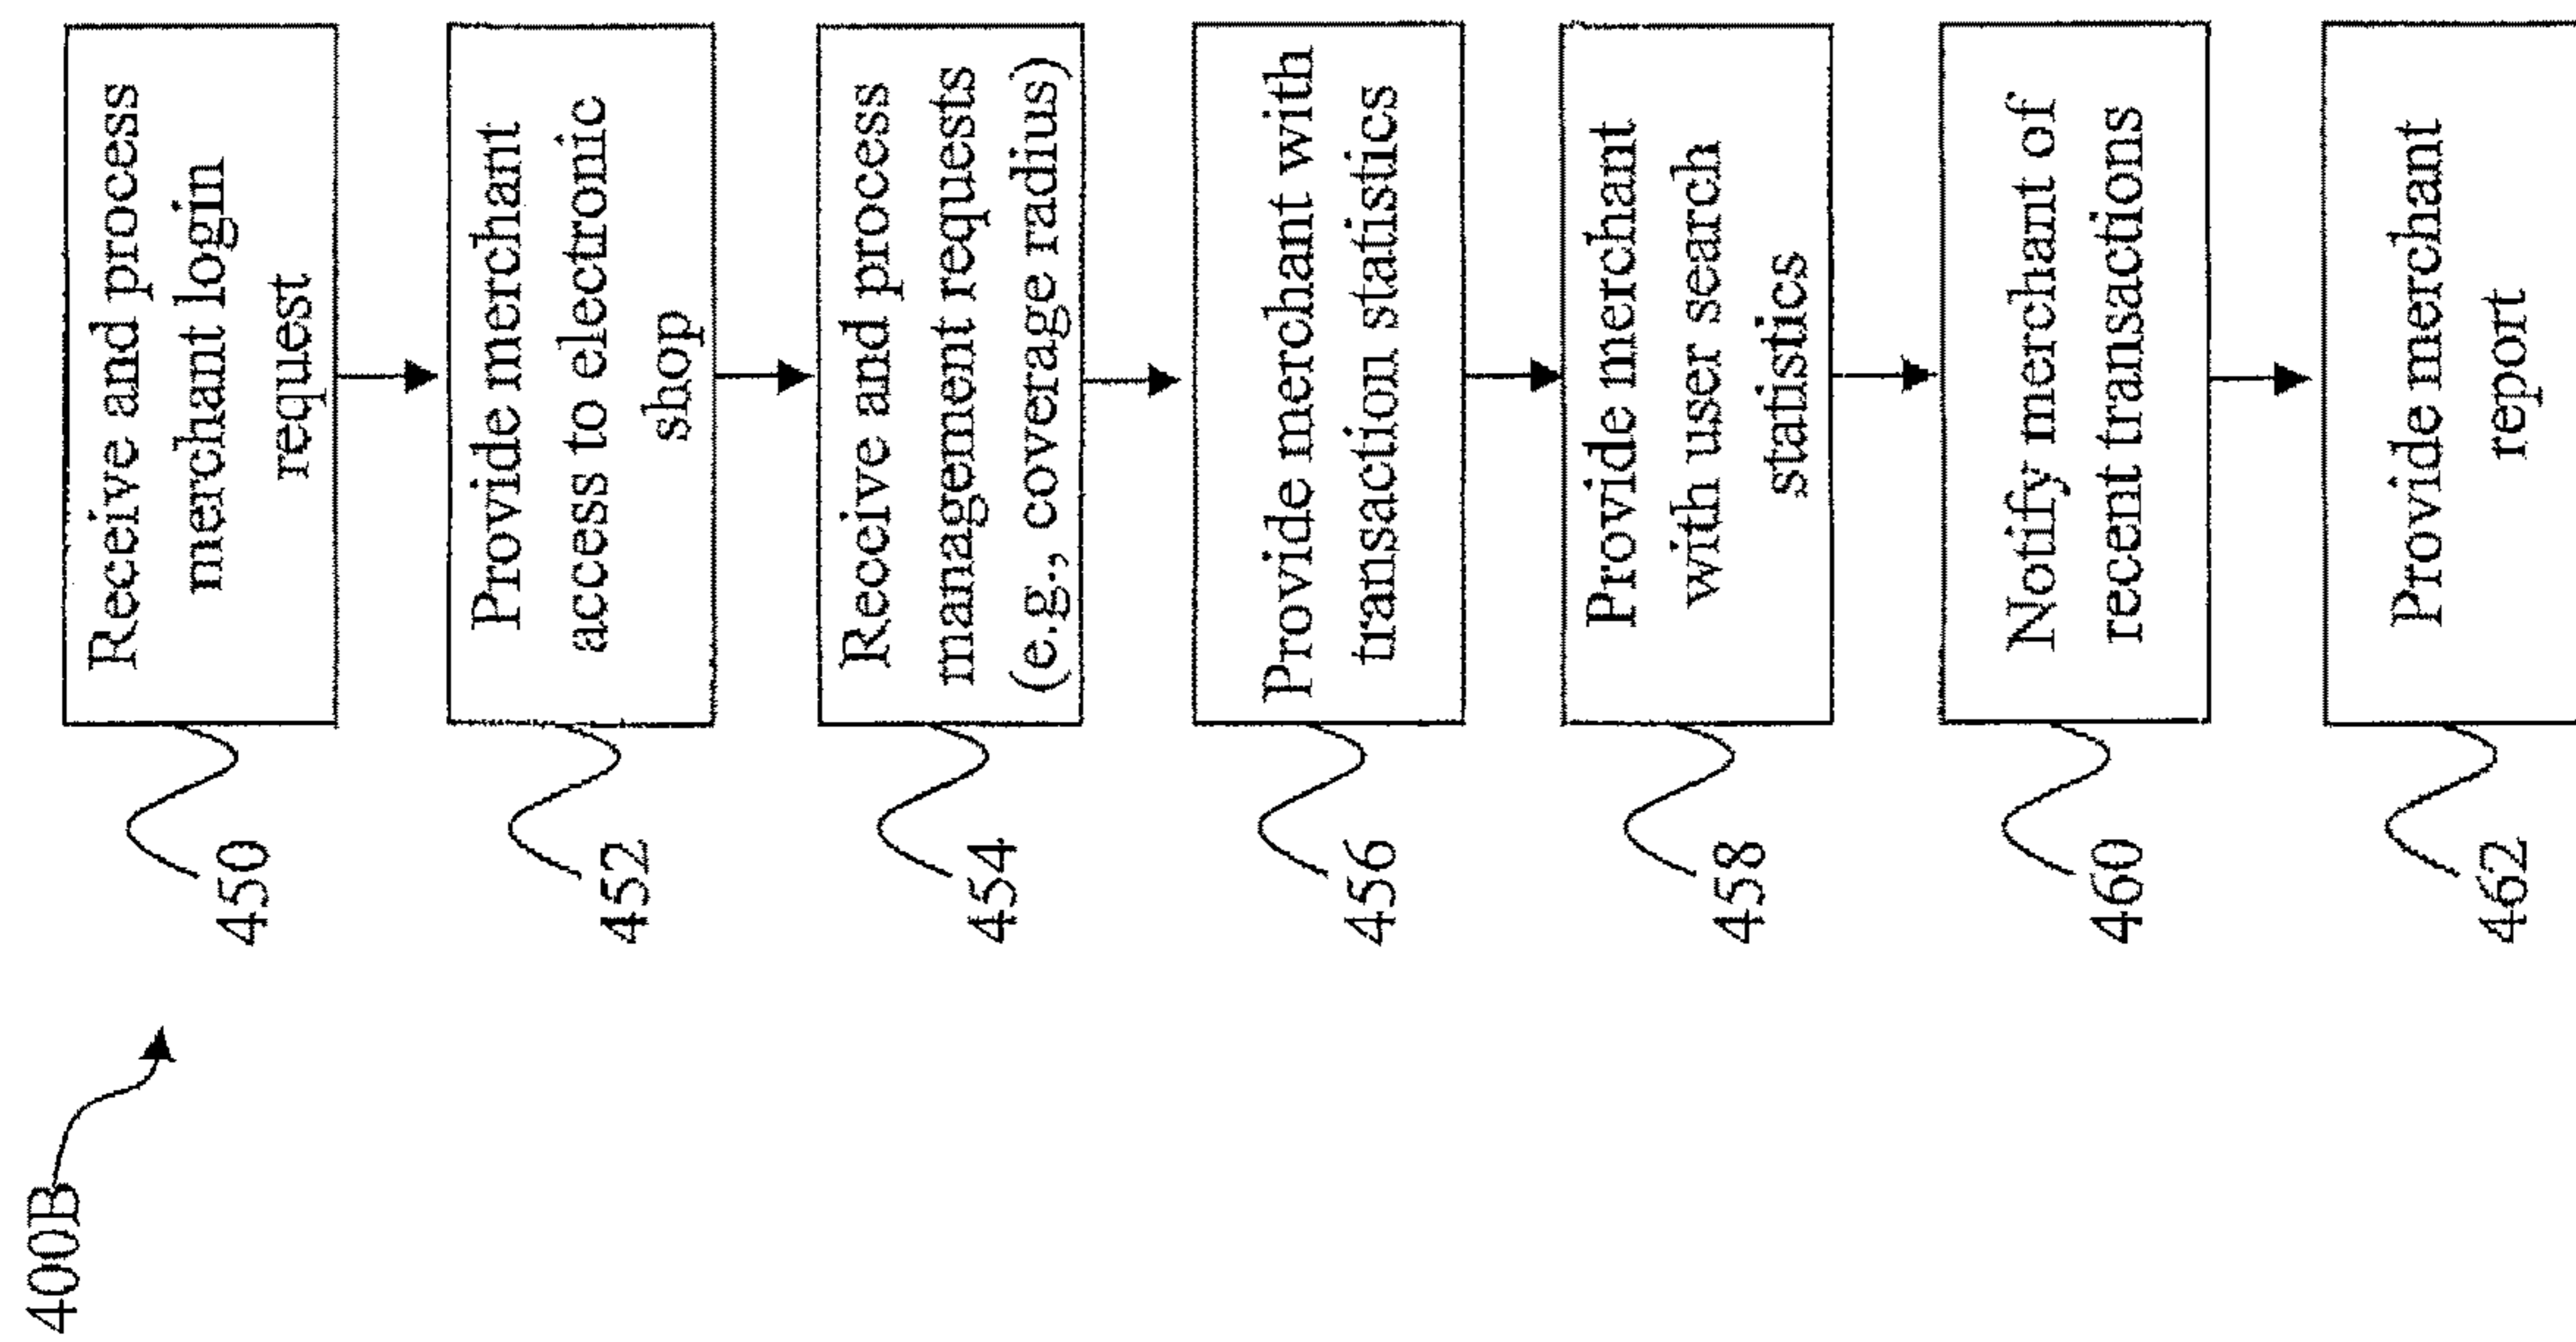 400B
450
Receive and process
merchant login
request
452
Provide merchant
access to electronic
shop
454
Receive and process
management requests
(e.g., coverage radius)
456
Provide merchant with
transaction statistics
458
Provide merchant
with user search
statistics
460
Notify merchant of
recent transactions
462
Provide merchant
report